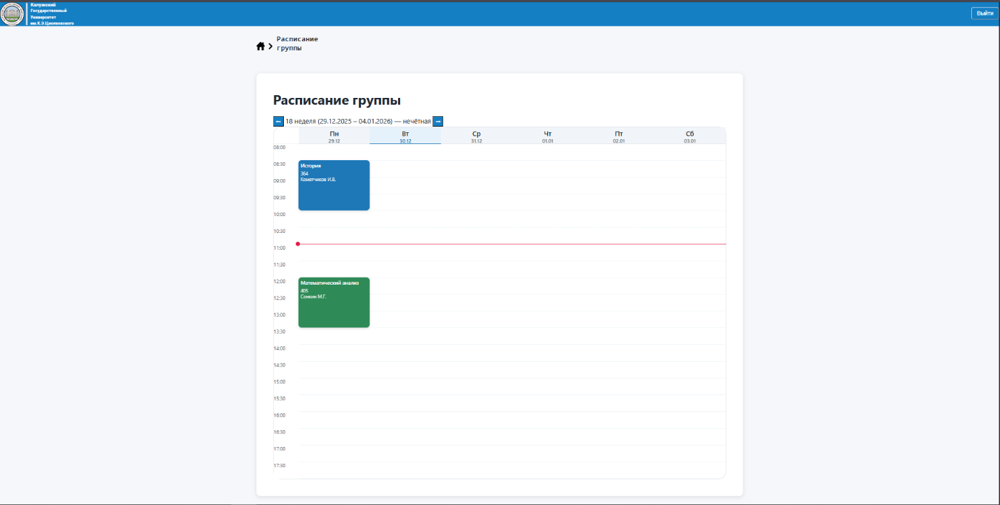 Калужский
Государственный
Университет
им.К.Э.Циолковского
Выйти
Расписание
группы
Расписание группы
← 18 неделя (29.12.2025 – 04.01.2026) — нечётная →
Пн Вт Ср Чт Пт Сб
29.12 30.12 31.12 01.01 02.01 03.01
08:00
08:30
История
364
Кометчиков И.В.
09:00
09:30
10:00
10:30
11:00
11:30
12:00
Математический анализ
405
Сонкин М.Г.
12:30
13:00
13:30
14:00
14:30
15:00
15:30
16:00
16:30
17:00
17:30